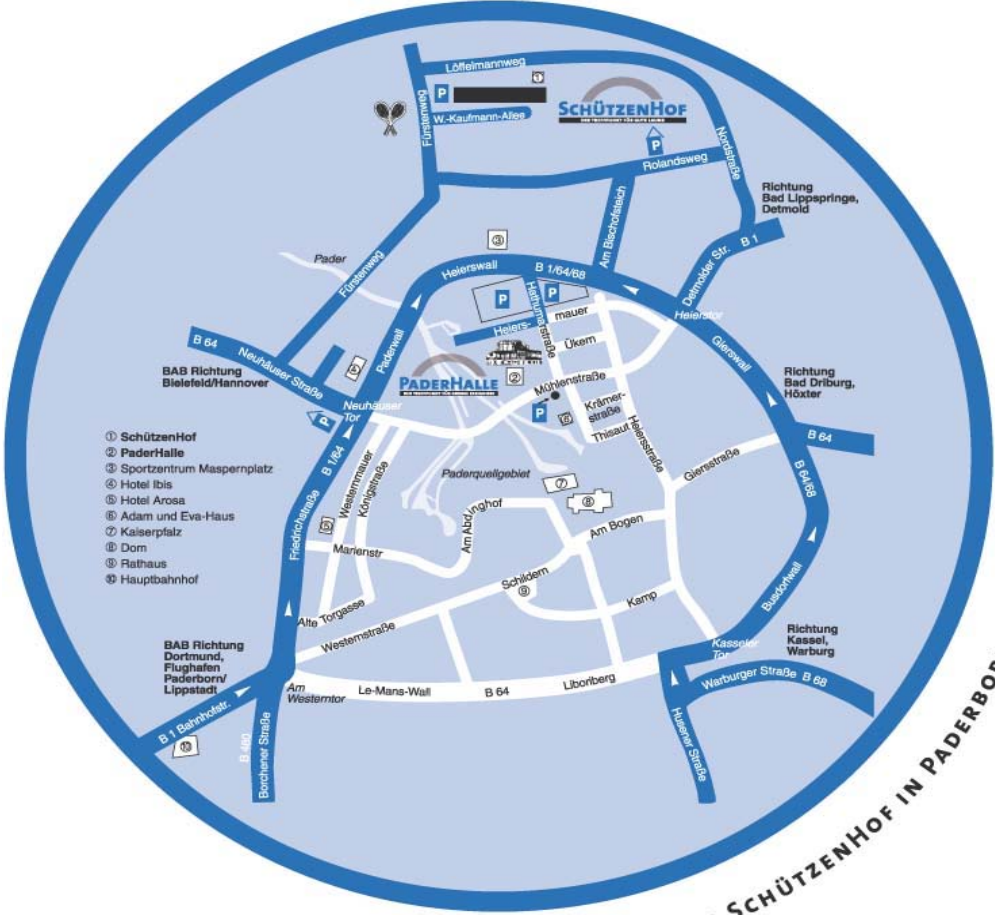 Löffelmannweg
①
P
SCHÜTZENHOF
DER TREFFPUNKT FÜR GUTE LAUNE
Fürstenweg
W.-Kaufmann-Allee
P
Nordstraße
Rolandsweg
Richtung
Bad Lippspringe,
Detmold
Am Bischofsteich
B 1
Detmolder Str.
③
Pader
Fürstenweg
Heierswall
B 1/64/68
P
P
Hathumarstraße
Heiers-
mauer
Heierstor
Gierswall
B 64
Neuhäuser Straße
Paderwall
④
Ükern
BAB Richtung
Bielefeld/Hannover
PADERHALLE
②
Mühlenstraße
Richtung
Bad Driburg,
Höxter
Neuhäuser
Tor
P
P
⑥
Krämer-
straße
Thisaut
Heiersstraße
B 64
① SchützenHof
② PaderHalle
③ Sportzentrum Maspernplatz
④ Hotel Ibis
⑤ Hotel Arosa
⑥ Adam und Eva-Haus
⑦ Kaiserpfalz
⑧ Dom
⑨ Rathaus
⑩ Hauptbahnhof
B 1/64
Westernmauer
Königstraße
Paderquellgebiet
Giersstraße
B 64/68
⑦
⑧
Friedrichstraße
⑤
Am Abdinghof
Am Bogen
Marienstr
Schildern
⑨
Kamp
Busdorfwall
Alte Torgasse
Westernstraße
Kasseler
Tor
Richtung
Kassel,
Warburg
BAB Richtung
Dortmund,
Flughafen
Paderborn/
Lippstadt
Am
Westerntor
Le-Mans-Wall
B 64
Liboriberg
Warburger Straße B 68
B 1 Bahnhofstr.
⑩
B 480
Borchener Straße
Husener Straße
SCHÜTZENHOF IN PADERBOR